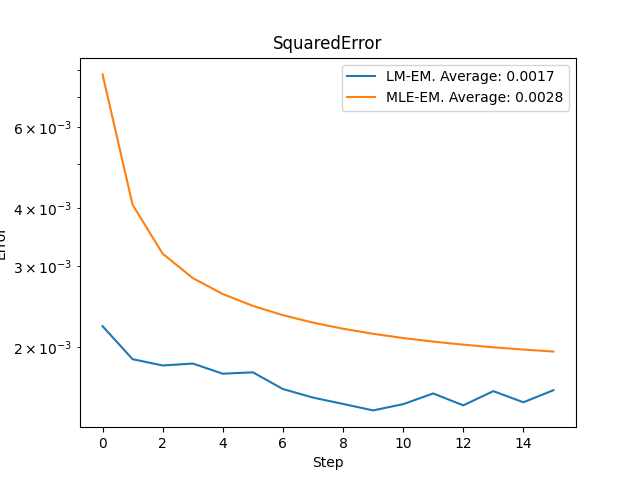 SquaredError
LM-EM. Average: 0.0017
MLE-EM. Average: 0.0028
6 × 10⁻³
4 × 10⁻³
3 × 10⁻³
2 × 10⁻³
Error
0 2 4 6 8 10 12 14
Step